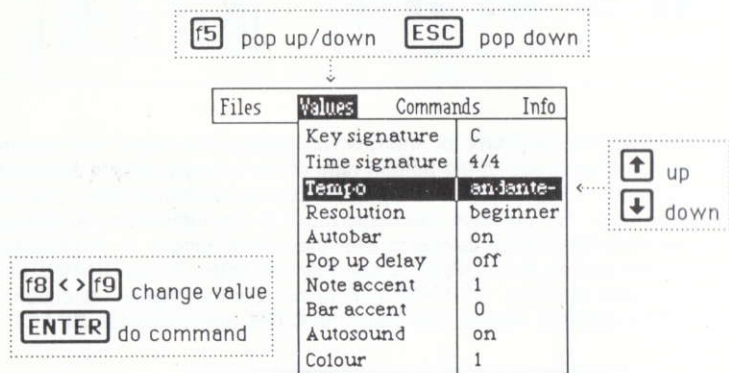 f5 pop up/down ESC pop down
Files Values Commands Info
Key signature C
Time signature 4/4
Tempo andante-
Resolution beginner
Autobar on
Pop up delay off
Note accent 1
Bar accent 0
Autosound on
Colour 1
↑ up
↓ down
f8 < > f9 change value
ENTER do command